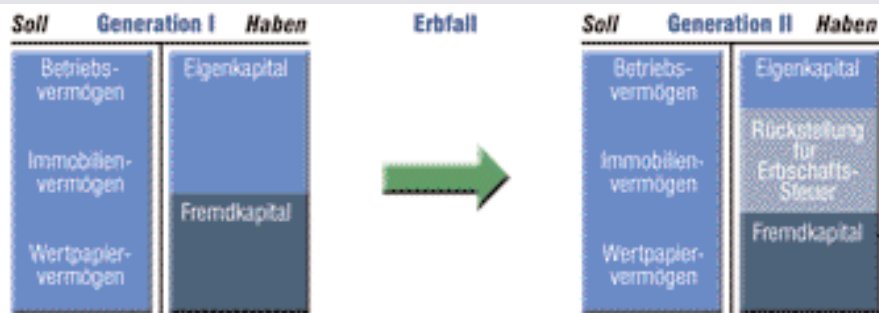 Soll Generation I Haben
Betriebs-
vermögen
Immobilien-
vermögen
Wertpapier-
vermögen
Eigenkapital
Fremdkapital
Erbfall
Soll Generation II Haben
Betriebs-
vermögen
Immobilien-
vermögen
Wertpapier-
vermögen
Eigenkapital
Rückstellung
für
Erbschafts-
Steuer
Fremdkapital